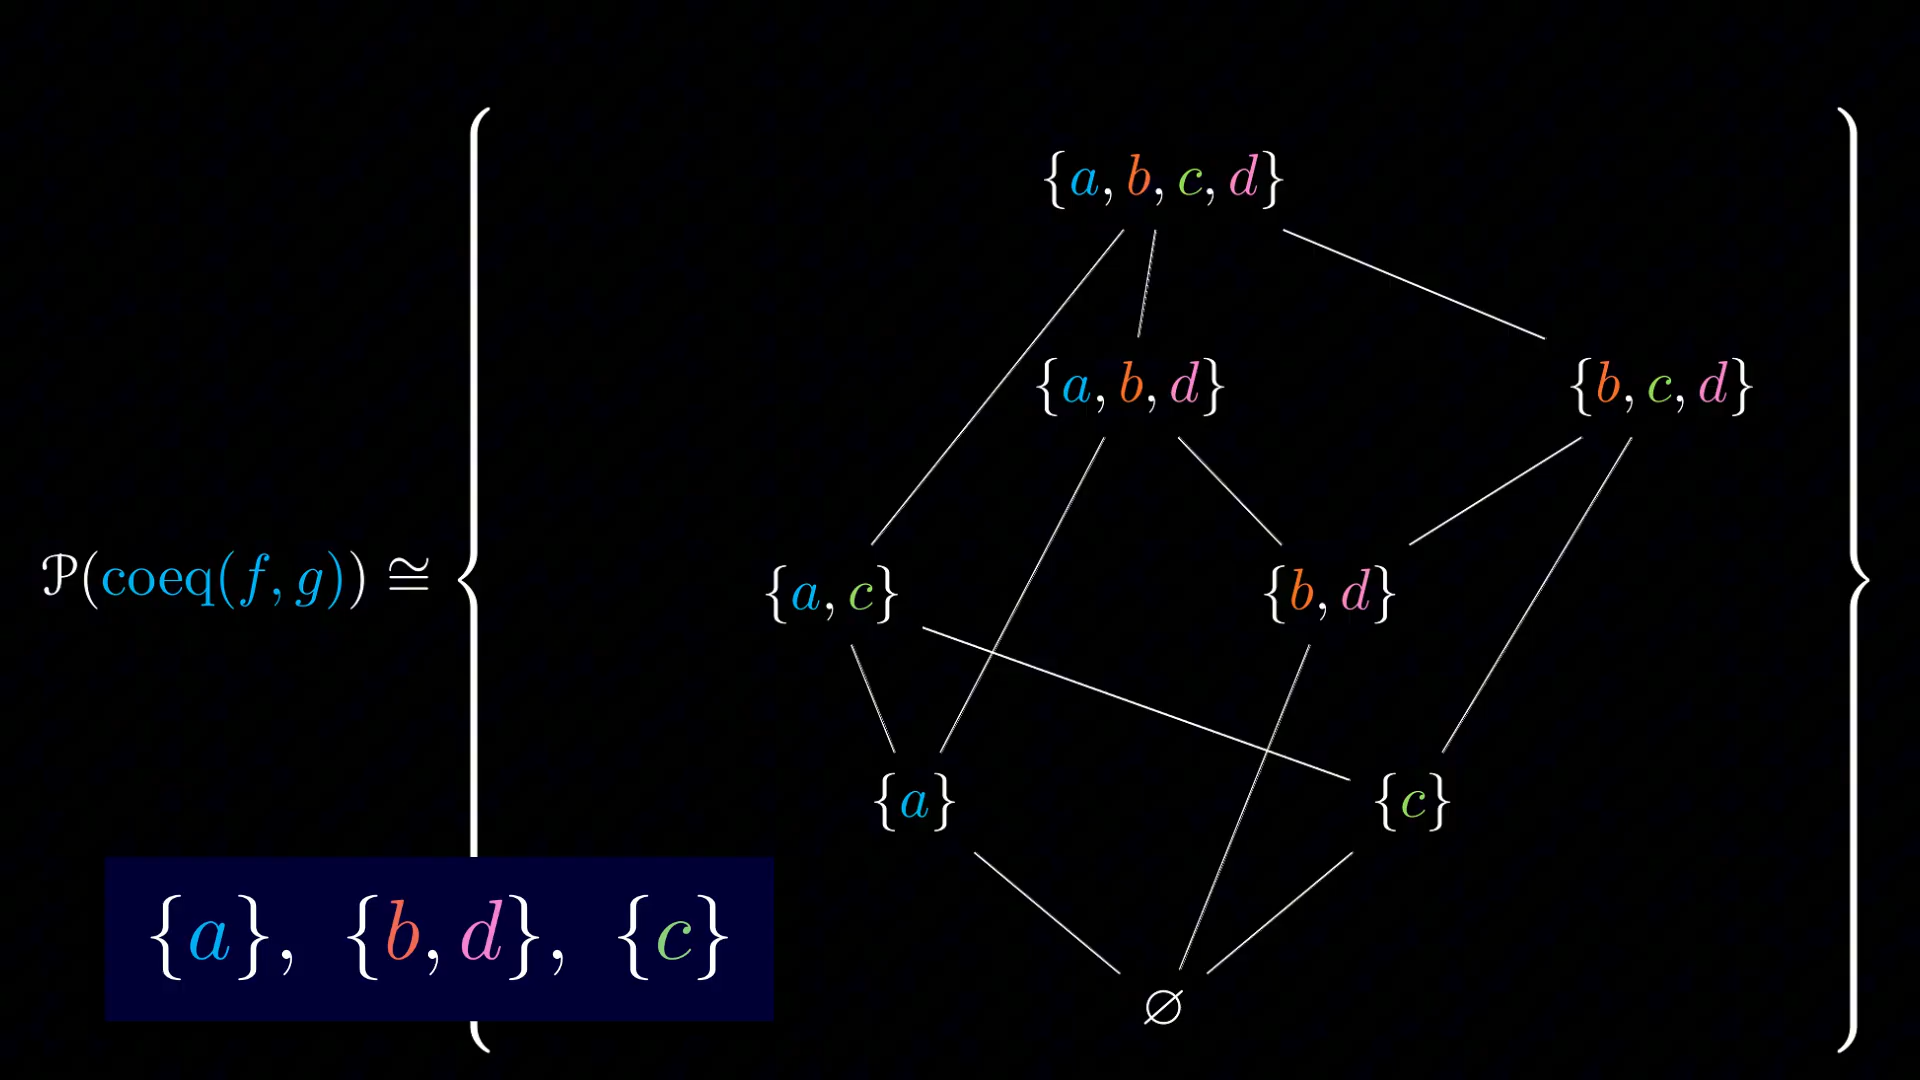 {a, b, c, d}
{a, b, d} {b, c, d}
𝒫(coeq(f, g)) ≅
{a, c} {b, d}
{a} {c}
{a}, {b, d}, {c}
∅